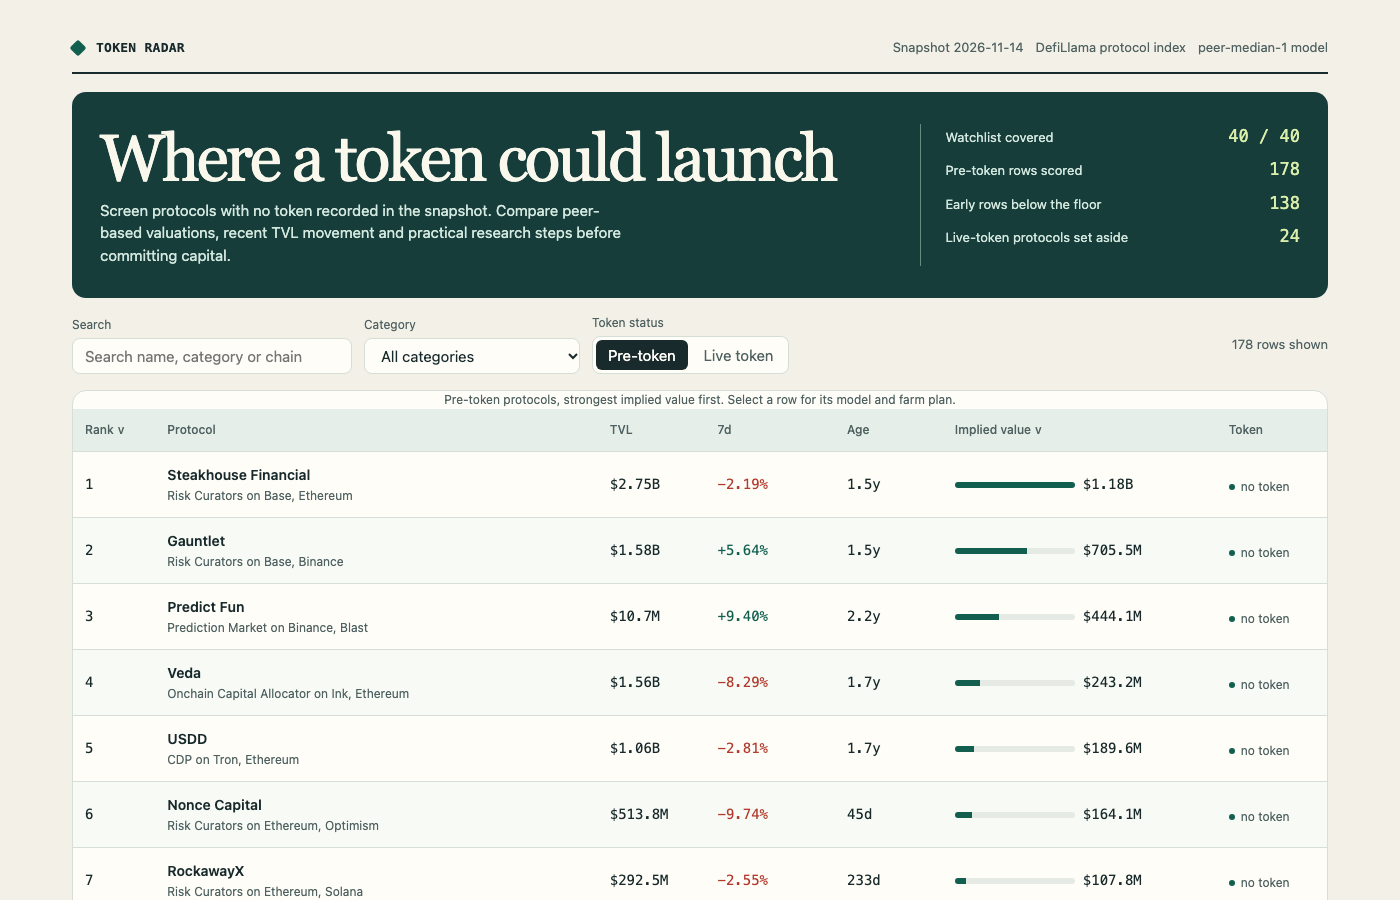 TOKEN RADAR
Snapshot 2026-11-14 DefiLlama protocol index peer-median-1 model
Where a token could launch
Screen protocols with no token recorded in the snapshot. Compare peer-
based valuations, recent TVL movement and practical research steps before
committing capital.
Watchlist covered 40 / 40
Pre-token rows scored 178
Early rows below the floor 138
Live-token protocols set aside 24
Search
Category
Token status
Search name, category or chain
All categories
Pre-token
Live token
178 rows shown
Pre-token protocols, strongest implied value first. Select a row for its model and farm plan.
Rank v Protocol TVL 7d Age Implied value v Token
1 Steakhouse Financial $2.75B −2.19% 1.5y $1.18B no token
Risk Curators on Base, Ethereum
2 Gauntlet $1.58B +5.64% 1.5y $705.5M no token
Risk Curators on Base, Binance
3 Predict Fun $10.7M +9.40% 2.2y $444.1M no token
Prediction Market on Binance, Blast
4 Veda $1.56B −8.29% 1.7y $243.2M no token
Onchain Capital Allocator on Ink, Ethereum
5 USDD $1.06B −2.81% 1.7y $189.6M no token
CDP on Tron, Ethereum
6 Nonce Capital $513.8M −9.74% 45d $164.1M no token
Risk Curators on Ethereum, Optimism
7 RockawayX $292.5M −2.55% 233d $107.8M no token
Risk Curators on Ethereum, Solana